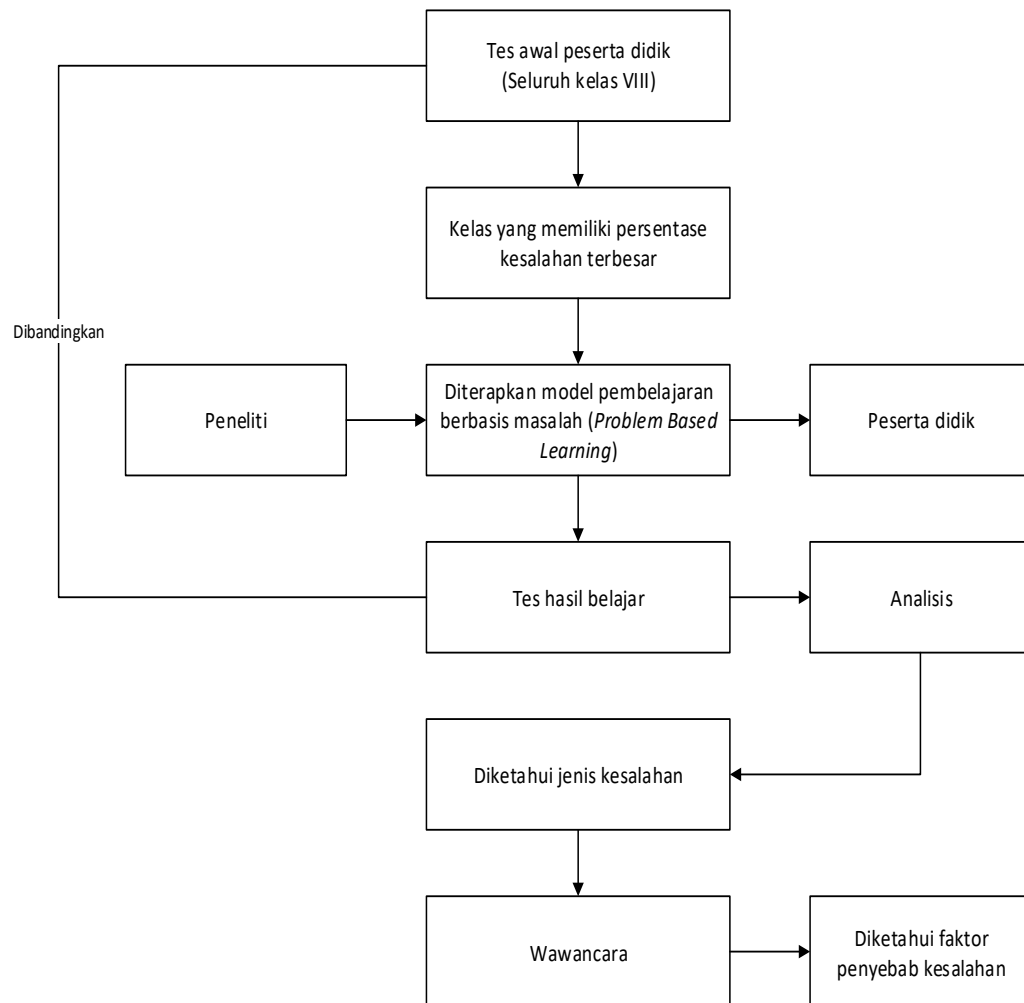 Tes awal peserta didik
(Seluruh kelas VIII)
Kelas yang memiliki persentase
kesalahan terbesar
Dibandingkan
Peneliti
Diterapkan model pembelajaran
berbasis masalah (Problem Based
Learning)
Peserta didik
Tes hasil belajar
Analisis
Diketahui jenis kesalahan
Wawancara
Diketahui faktor
penyebab kesalahan